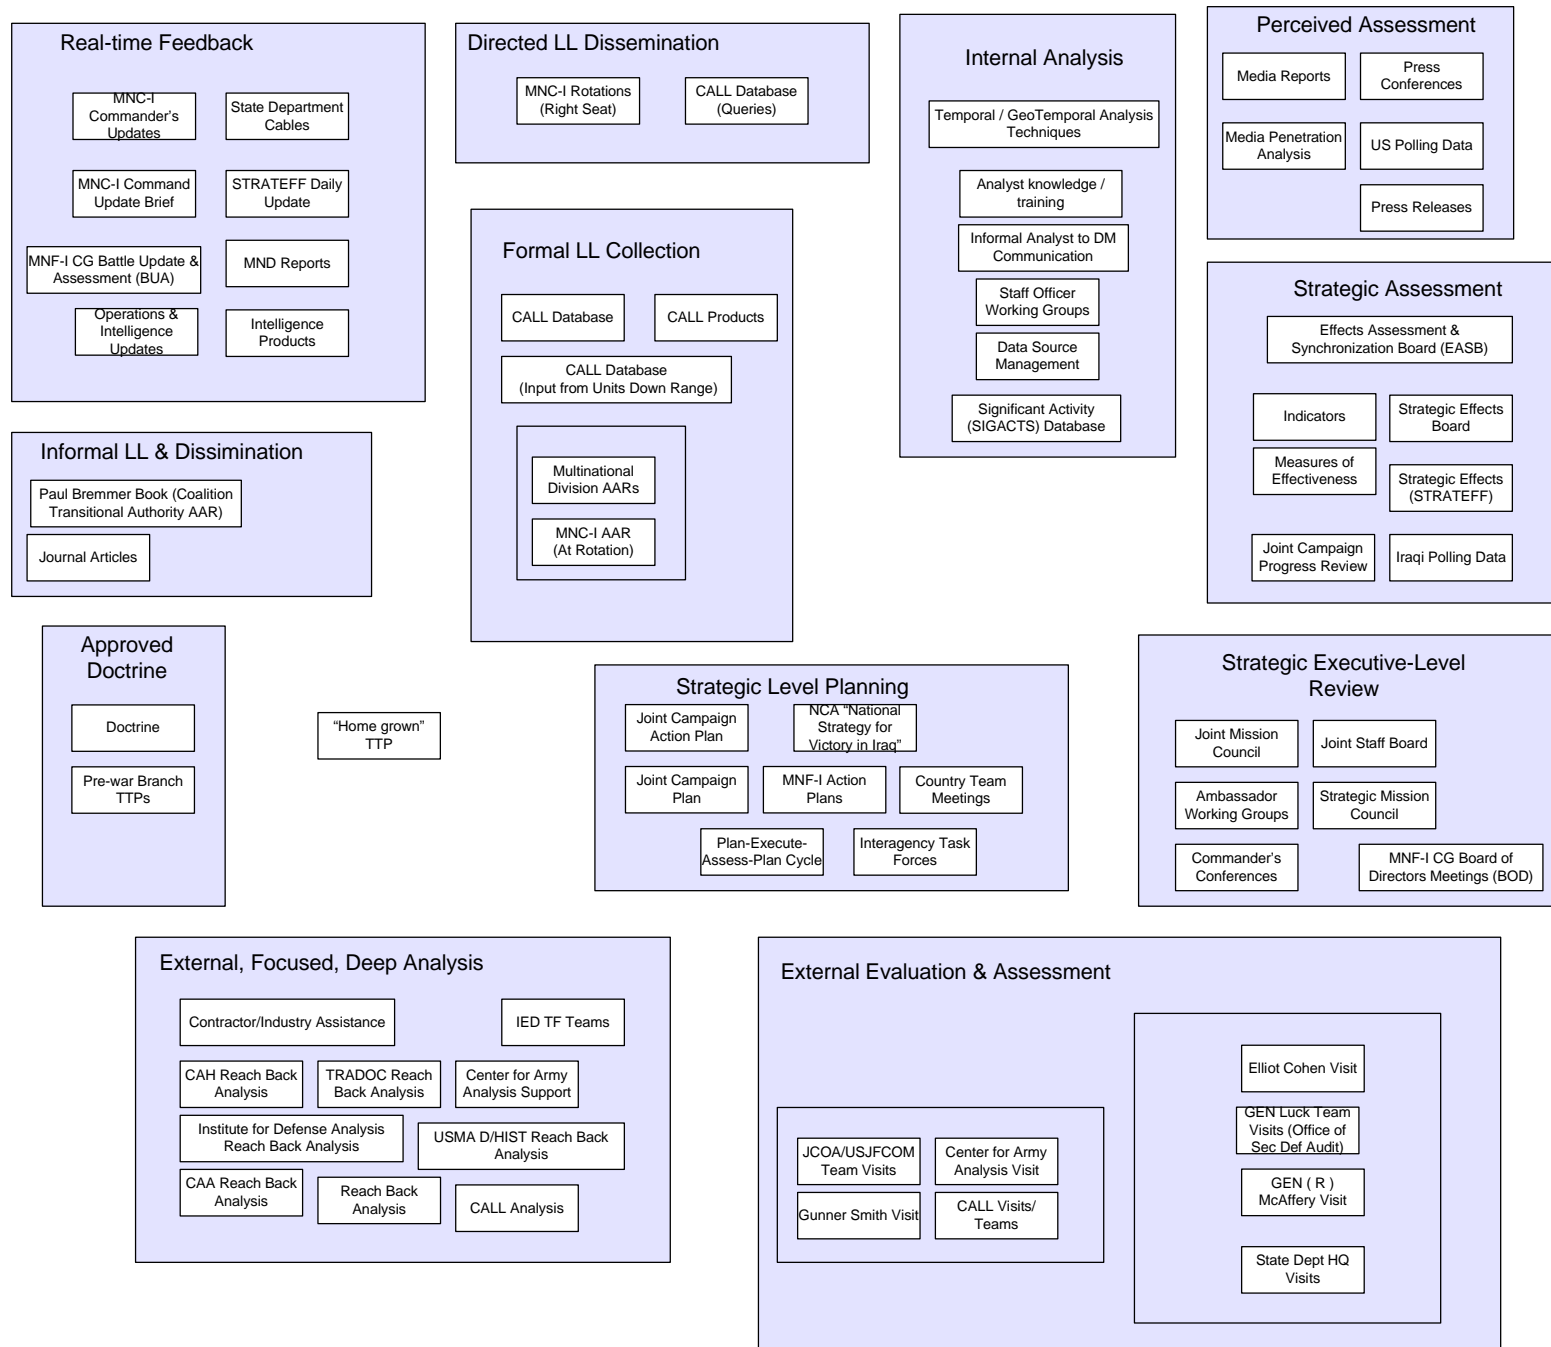 Real-time Feedback
MNC-I
Commander's
Updates
State Department
Cables
MNC-I Command
Update Brief
STRATEFF Daily
Update
MNF-I CG Battle Update &
Assessment (BUA)
MND Reports
Operations &
Intelligence
Updates
Intelligence
Products
Directed LL Dissemination
MNC-I Rotations
(Right Seat)
CALL Database
(Queries)
Formal LL Collection
CALL Database
CALL Products
CALL Database
(Input from Units Down Range)
Multinational
Division AARs
MNC-I AAR
(At Rotation)
Internal Analysis
Temporal / GeoTemporal Analysis
Techniques
Analyst knowledge /
training
Informal Analyst to DM
Communication
Staff Officer
Working Groups
Data Source
Management
Significant Activity
(SIGACTS) Database
Perceived Assessment
Media Reports
Press
Conferences
Media Penetration
Analysis
US Polling Data
Press Releases
Strategic Assessment
Effects Assessment &
Synchronization Board (EASB)
Indicators
Strategic Effects
Board
Measures of
Effectiveness
Strategic Effects
(STRATEFF)
Joint Campaign
Progress Review
Iraqi Polling Data
Informal LL & Dissimination
Paul Bremmer Book (Coalition
Transitional Authority AAR)
Journal Articles
Approved
Doctrine
Doctrine
Pre-war Branch
TTPs
“Home grown”
TTP
Strategic Level Planning
Joint Campaign
Action Plan
NCA “National
Strategy for
Victory in Iraq”
Joint Campaign
Plan
MNF-I Action
Plans
Country Team
Meetings
Plan-Execute-
Assess-Plan Cycle
Interagency Task
Forces
Strategic Executive-Level
Review
Joint Mission
Council
Joint Staff Board
Ambassador
Working Groups
Strategic Mission
Council
Commander's
Conferences
MNF-I CG Board of
Directors Meetings (BOD)
External, Focused, Deep Analysis
Contractor/Industry Assistance
IED TF Teams
CAH Reach Back
Analysis
TRADOC Reach
Back Analysis
Center for Army
Analysis Support
Institute for Defense Analysis
Reach Back Analysis
USMA D/HIST Reach Back
Analysis
CAA Reach Back
Analysis
Reach Back
Analysis
CALL Analysis
External Evaluation & Assessment
JCOA/USJFCOM
Team Visits
Center for Army
Analysis Visit
Gunner Smith Visit
CALL Visits/
Teams
Elliot Cohen Visit
GEN Luck Team
Visits (Office of
Sec Def Audit)
GEN ( R )
McAffery Visit
State Dept HQ
Visits